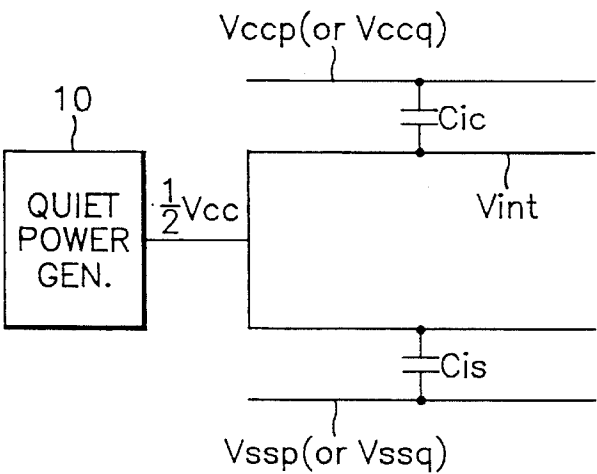 Vccp(or Vccq)
10
Cic
QUIET
POWER
GEN.
1/2Vcc
Vint
Cis
Vssp(or Vssq)